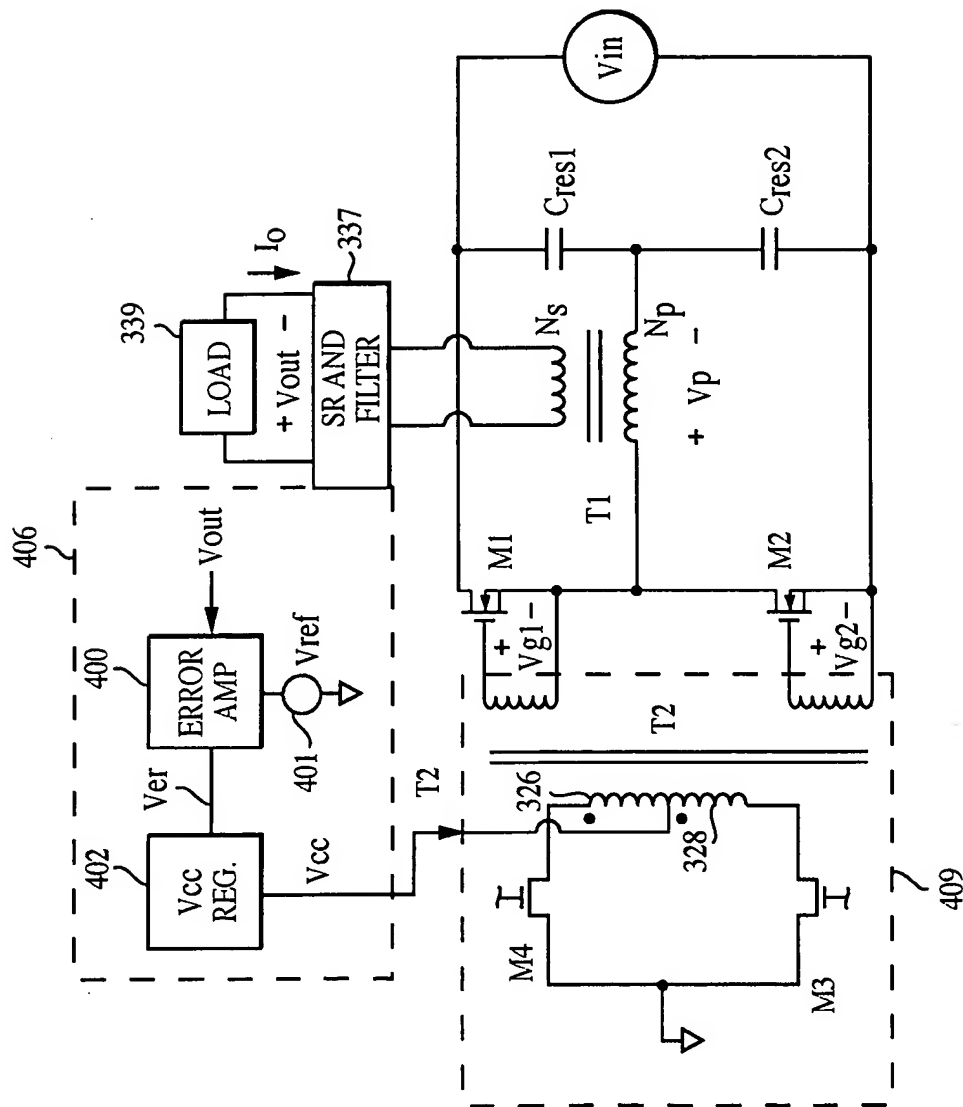 406
Vcc REG.
402
Ver
ERROR AMP
400
Vout
401
Vref
Vcc
LOAD
339
+ Vout −
I₀
SR AND FILTER
337
Vin
Cres1
Cres2
Ns
Np
+ Vp −
T1
M1
M2
+ Vg1 −
+ Vg2 −
T2
T2
326
328
M4
M3
409